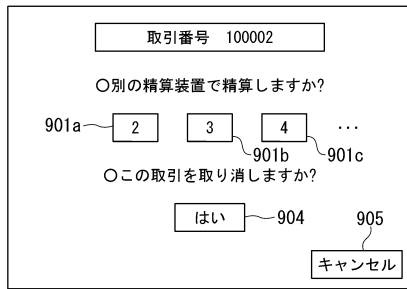 取引番号 100002
○別の精算装置で精算しますか?
901a 2 3 4 ...
901b 901c
○この取引を取り消しますか?
はい 904 905
キャンセル